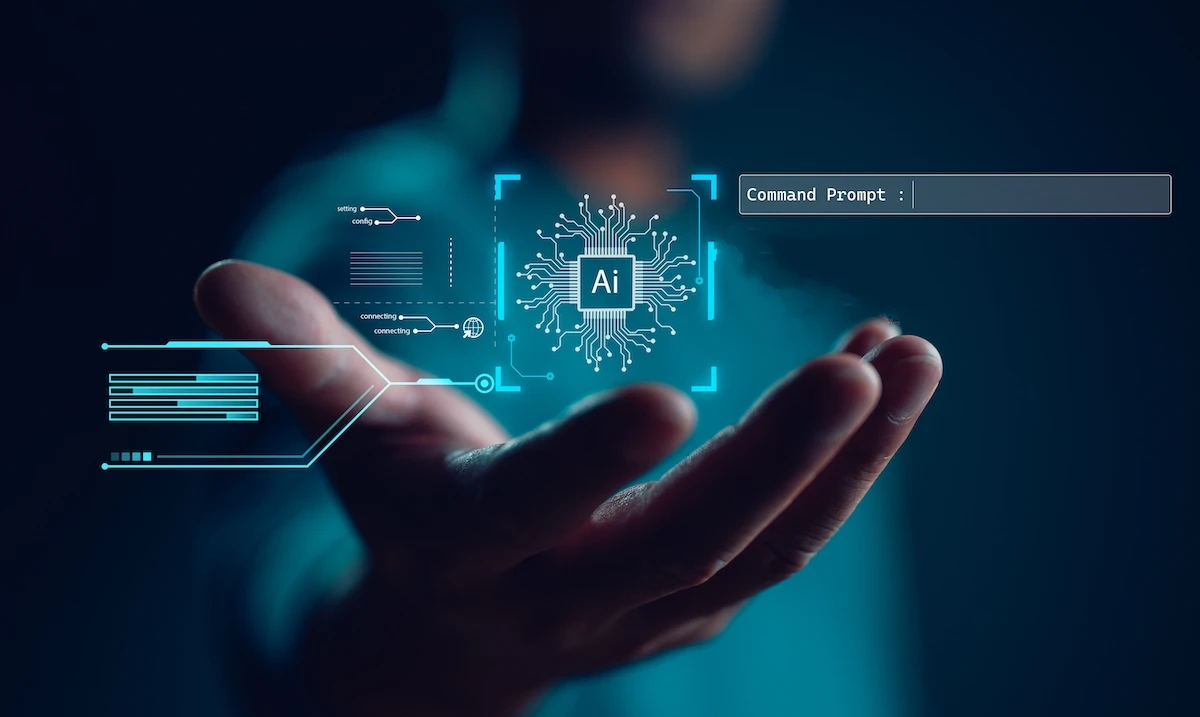 Command Prompt :
setting
config
Ai
connecting
connecting